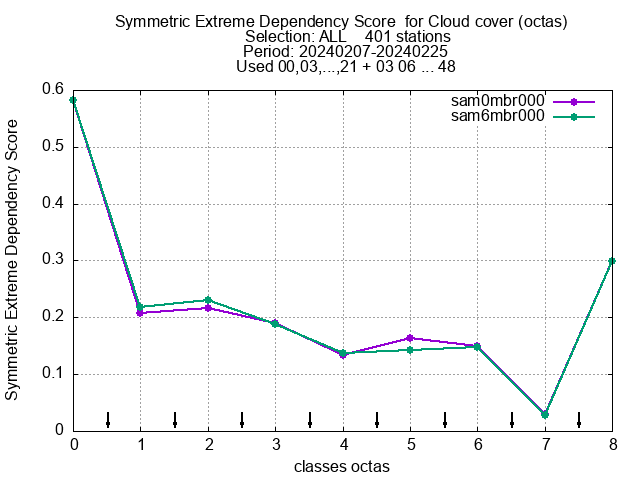 Symmetric Extreme Dependency Score  for Cloud cover (octas)
Selection: ALL    401 stations
Period: 20240207-20240225
Used 00,03,...,21 + 03 06 ... 48
sam0mbr000
sam6mbr000
Symmetric Extreme Dependency Score
0.6
0.5
0.4
0.3
0.2
0.1
0
0 1 2 3 4 5 6 7 8
classes octas